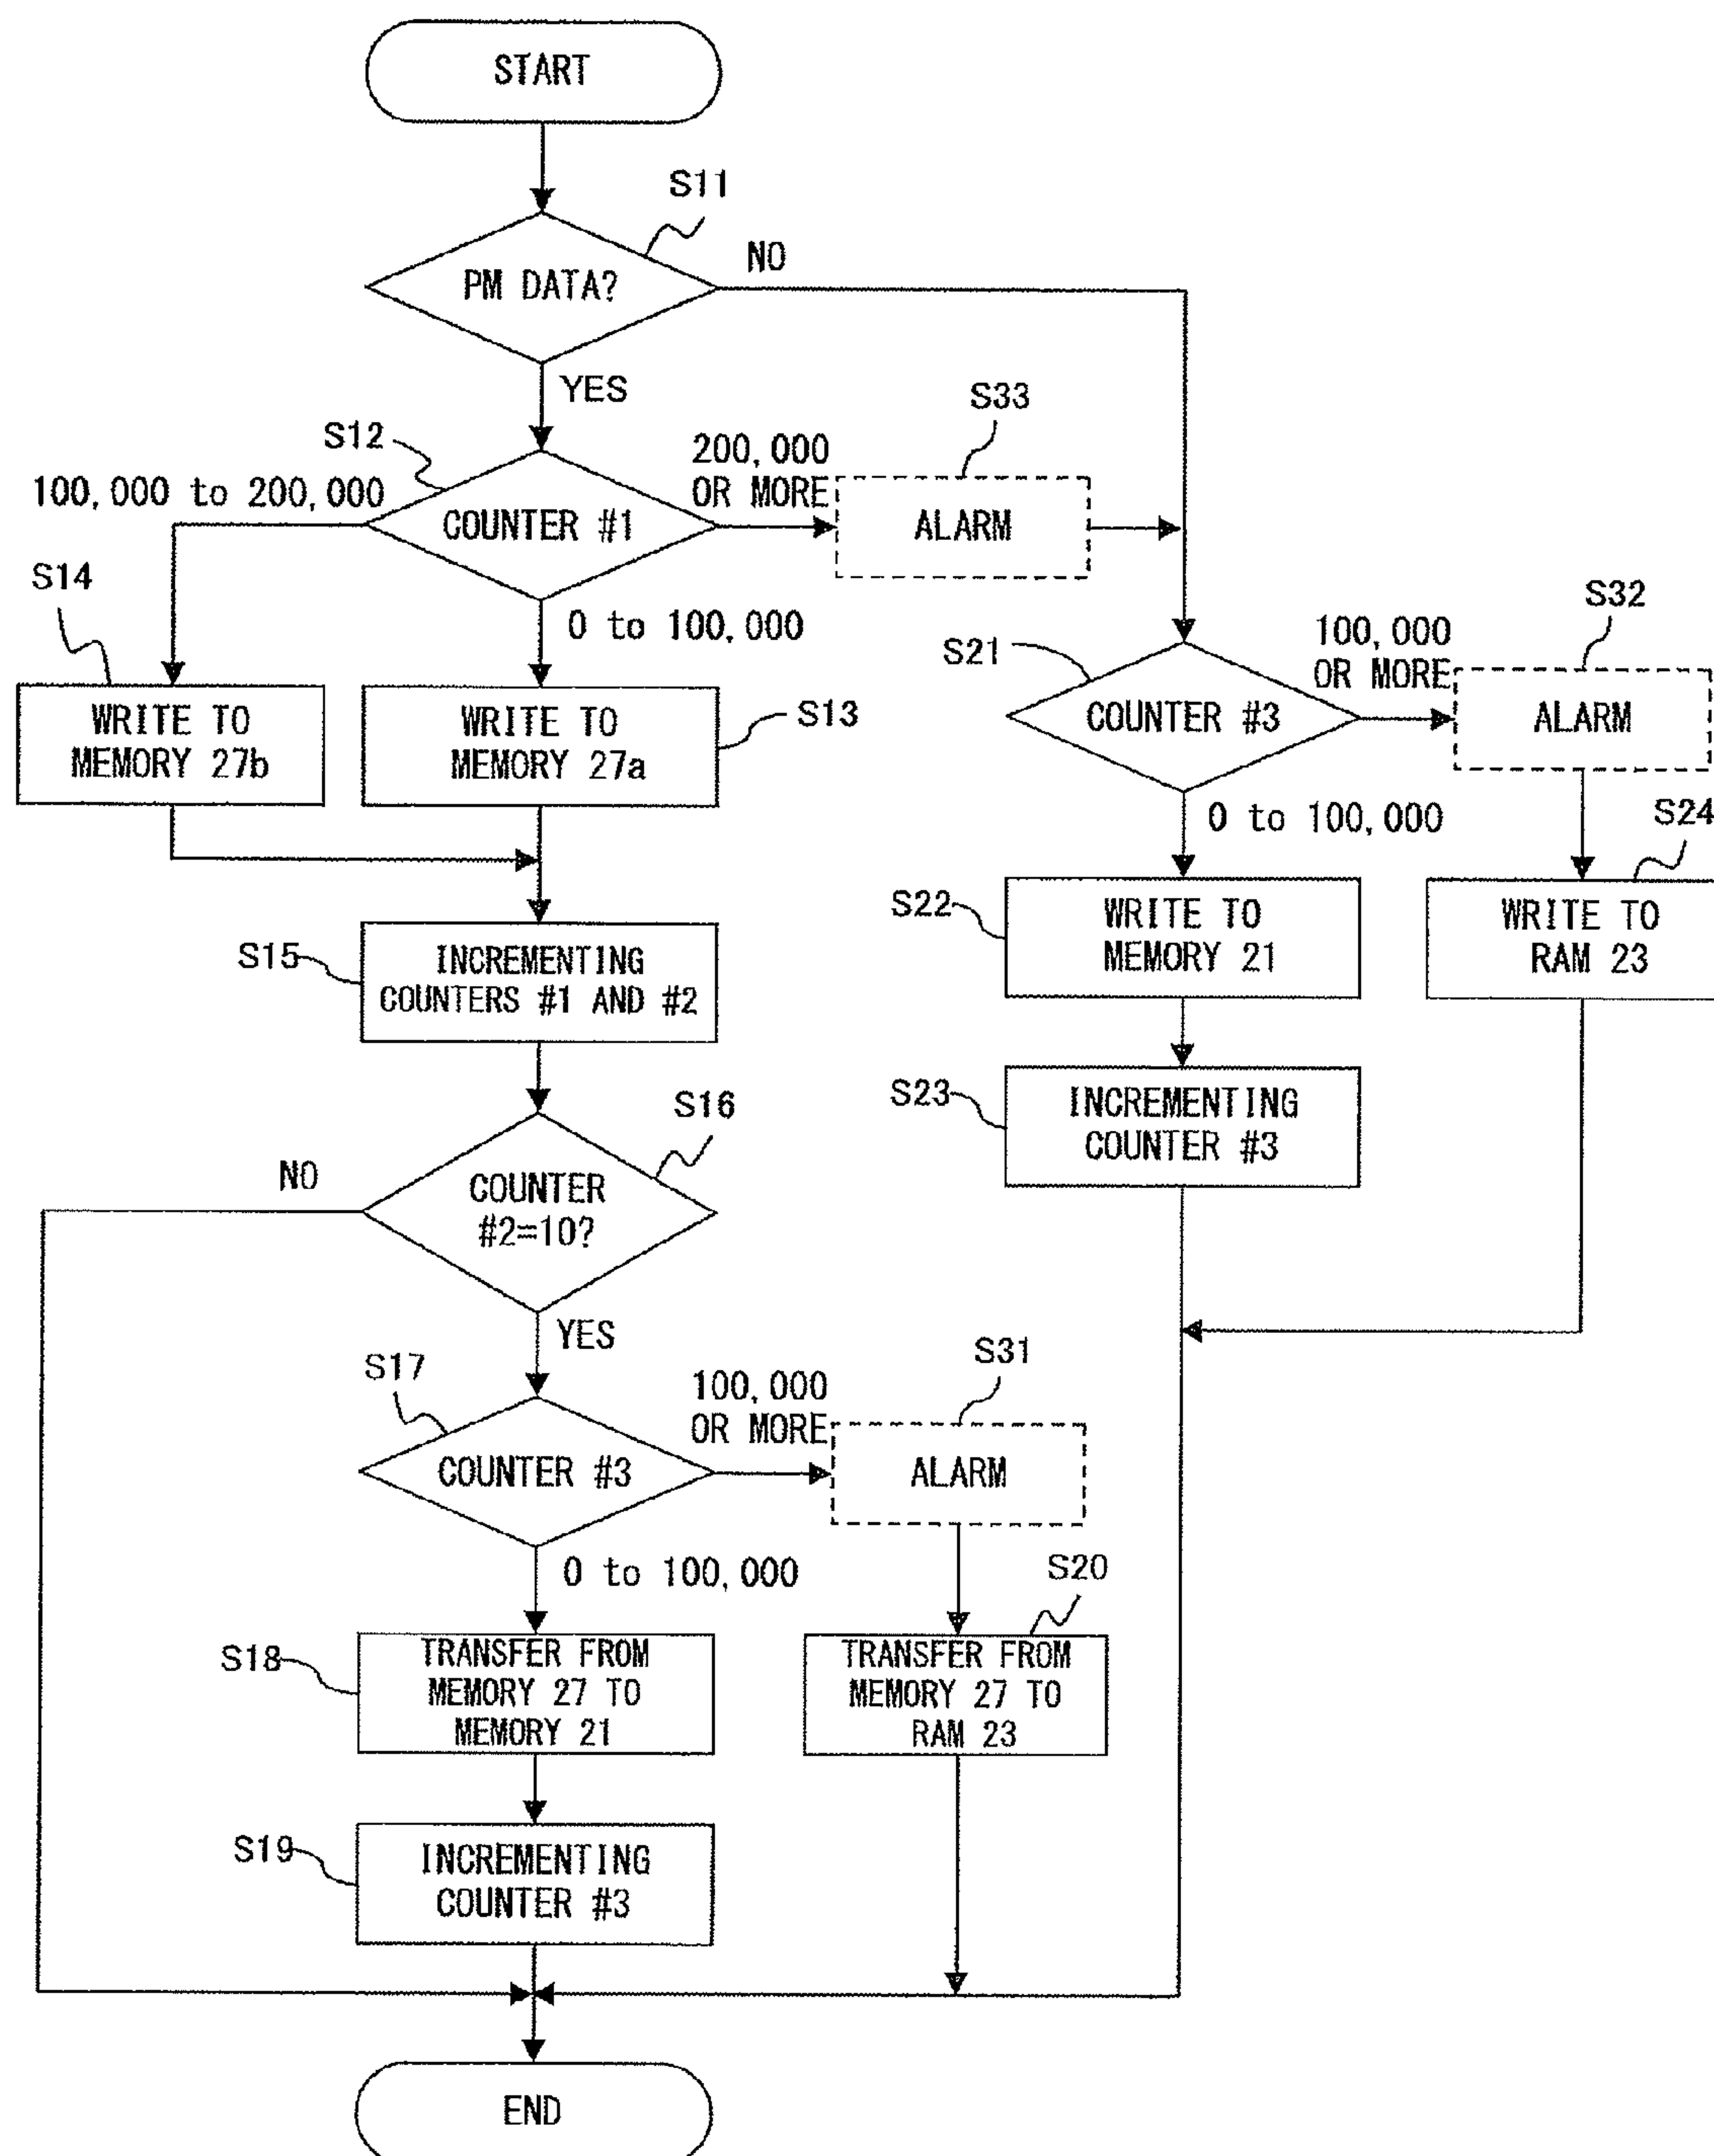 START
S11
PM DATA?
NO
YES
S12
COUNTER #1
100,000 to 200,000
200,000
OR MORE
S33
ALARM
0 to 100,000
S14
WRITE TO
MEMORY 27b
WRITE TO
MEMORY 27a
S13
S21
COUNTER #3
100,000
OR MORE
S32
ALARM
0 to 100,000
S24
S22
WRITE TO
MEMORY 21
WRITE TO
RAM 23
S15
INCREMENTING
COUNTERS #1 AND #2
S23
INCREMENTING
COUNTER #3
S16
NO
COUNTER
#2=10?
YES
S17
COUNTER #3
100,000
OR MORE
S31
ALARM
0 to 100,000
S20
S18
TRANSFER FROM
MEMORY 27 TO
MEMORY 21
TRANSFER FROM
MEMORY 27 TO
RAM 23
S19
INCREMENTING
COUNTER #3
END